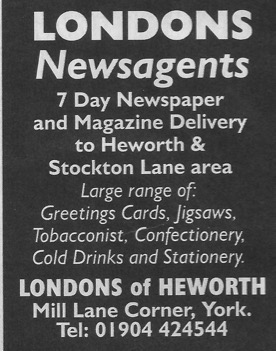 LONDONS
Newsagents
7 Day Newspaper
and Magazine Delivery
to Heworth &
Stockton Lane area
Large range of:
Greetings Cards, Jigsaws,
Tobacconist, Confectionery,
Cold Drinks and Stationery.
LONDONS of HEWORTH
Mill Lane Corner, York.
Tel: 01904 424544